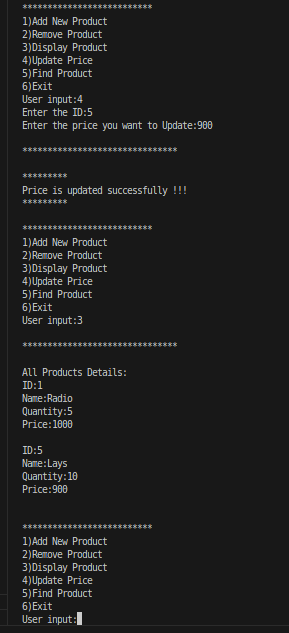 **************************
1)Add New Product
2)Remove Product
3)Display Product
4)Update Price
5)Find Product
6)Exit
User input:4
Enter the ID:5
Enter the price you want to Update:900
*******************************
*********
Price is updated successfully !!!
*********
**************************
1)Add New Product
2)Remove Product
3)Display Product
4)Update Price
5)Find Product
6)Exit
User input:3
*******************************
All Products Details:
ID:1
Name:Radio
Quantity:5
Price:1000
ID:5
Name:Lays
Quantity:10
Price:900
**************************
1)Add New Product
2)Remove Product
3)Display Product
4)Update Price
5)Find Product
6)Exit
User input: